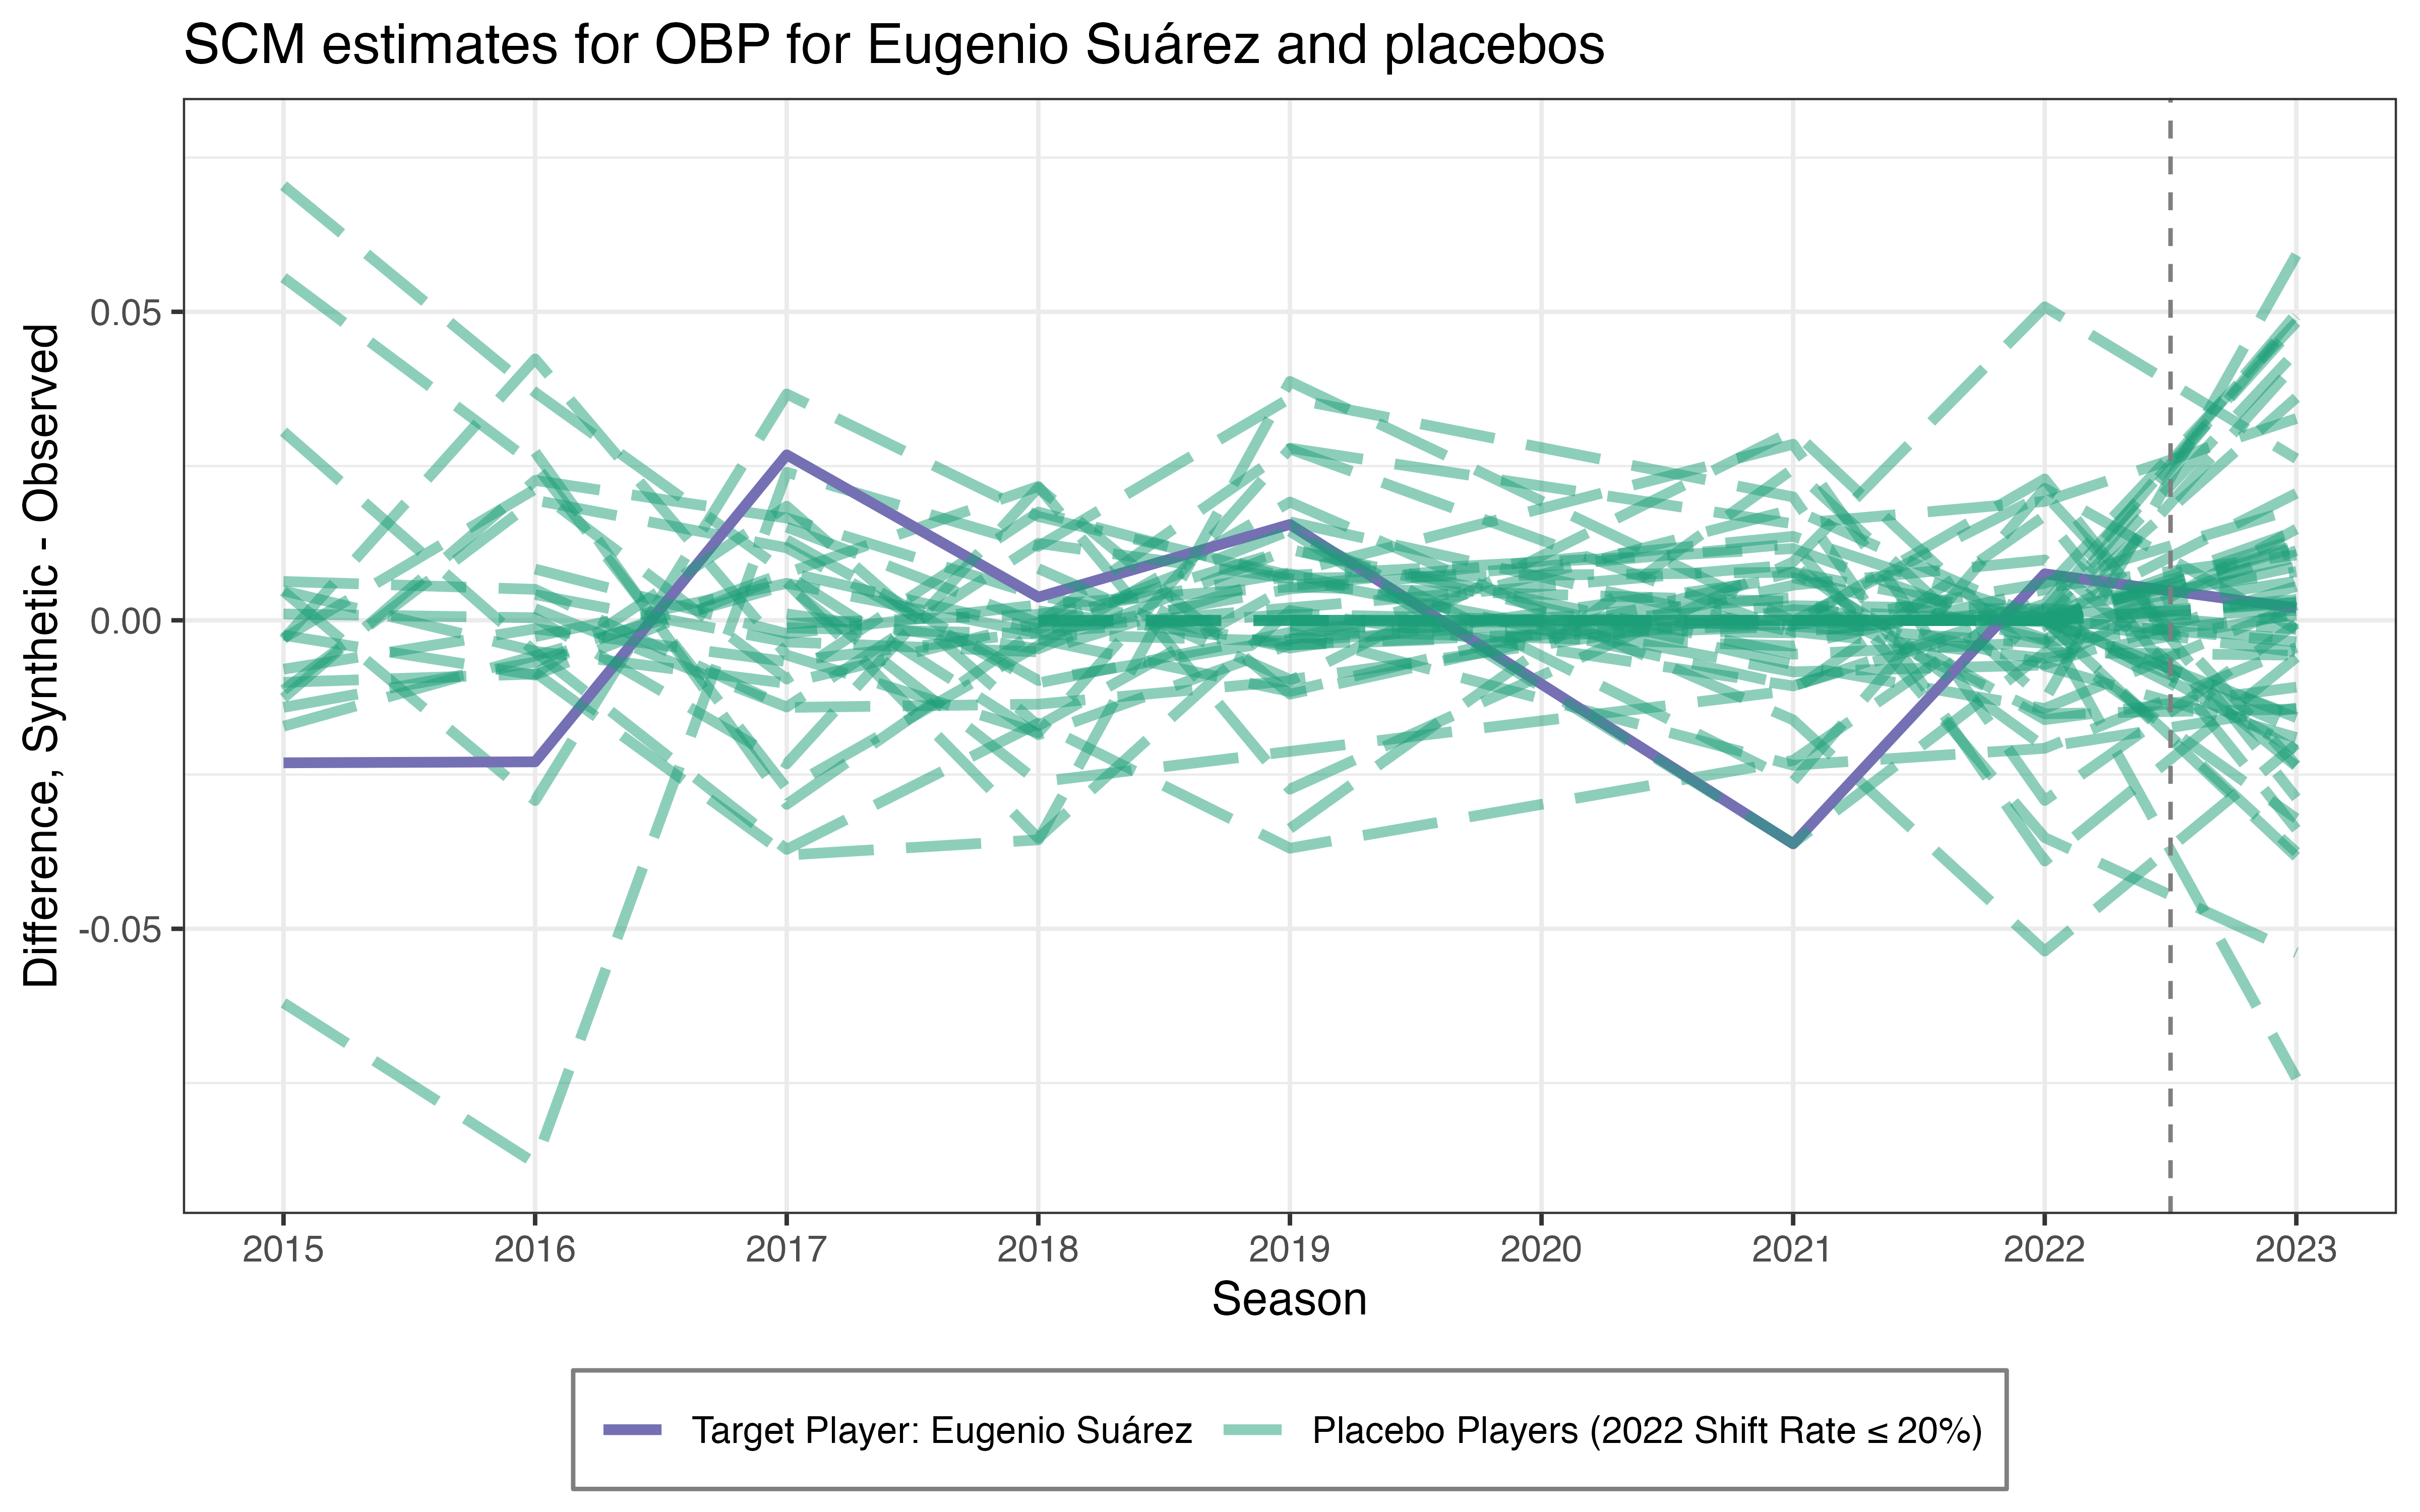 SCM estimates for OBP for Eugenio Suárez and placebos
Difference, Synthetic - Observed
0.05
0.00
-0.05
2015 2016 2017 2018 2019 2020 2021 2022 2023
Season
Target Player: Eugenio Suárez Placebo Players (2022 Shift Rate ≤ 20%)